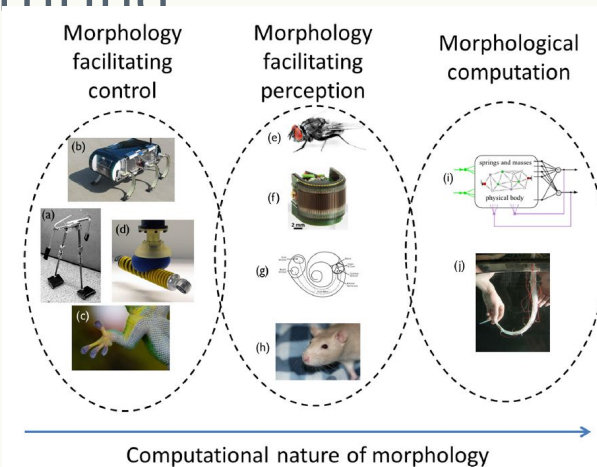 Morphology
facilitating
control
Morphology
facilitating
perception
Morphological
computation
(b)
(a)
(d)
(c)
(e)
(f)
2 mm
(g)
(h)
(i)
springs and masses
physical body
(j)
Computational nature of morphology